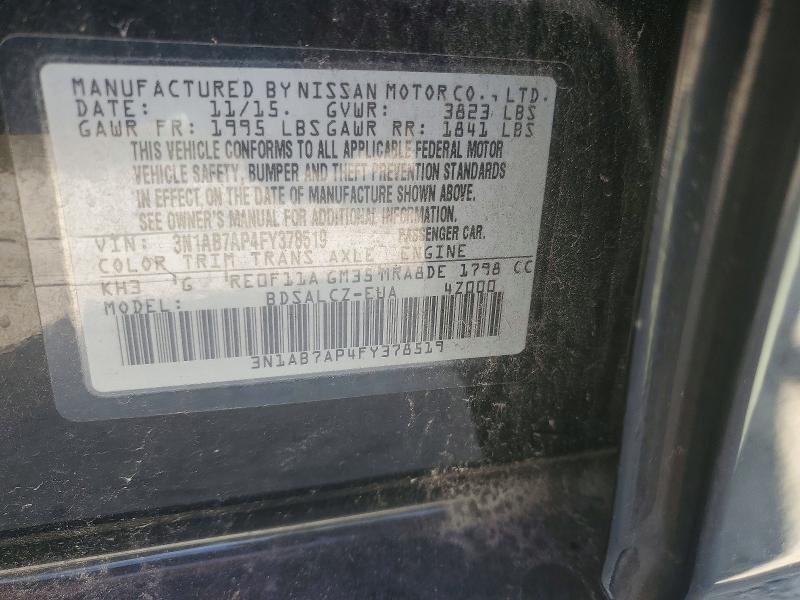 MANUFACTURED BY NISSAN MOTOR CO., LTD.
DATE: 11/15. GVWR: 3823 LBS
GAWR FR: 1995 LBS GAWR RR: 1841 LBS
THIS VEHICLE CONFORMS TO ALL APPLICABLE FEDERAL MOTOR
VEHICLE SAFETY, BUMPER AND THEFT PREVENTION STANDARDS
IN EFFECT ON THE DATE OF MANUFACTURE SHOWN ABOVE.
SEE OWNER'S MANUAL FOR ADDITIONAL INFORMATION.
VIN: 3N1AB7AP4FY378519 PASSENGER CAR.
COLOR TRIM TRANS AXLE ENGINE
KH3 G RE0F11A GM38 MRA8DE 1798 CC
MODEL: BDSALCZ-EUA 4Z000
3N1AB7AP4FY378519